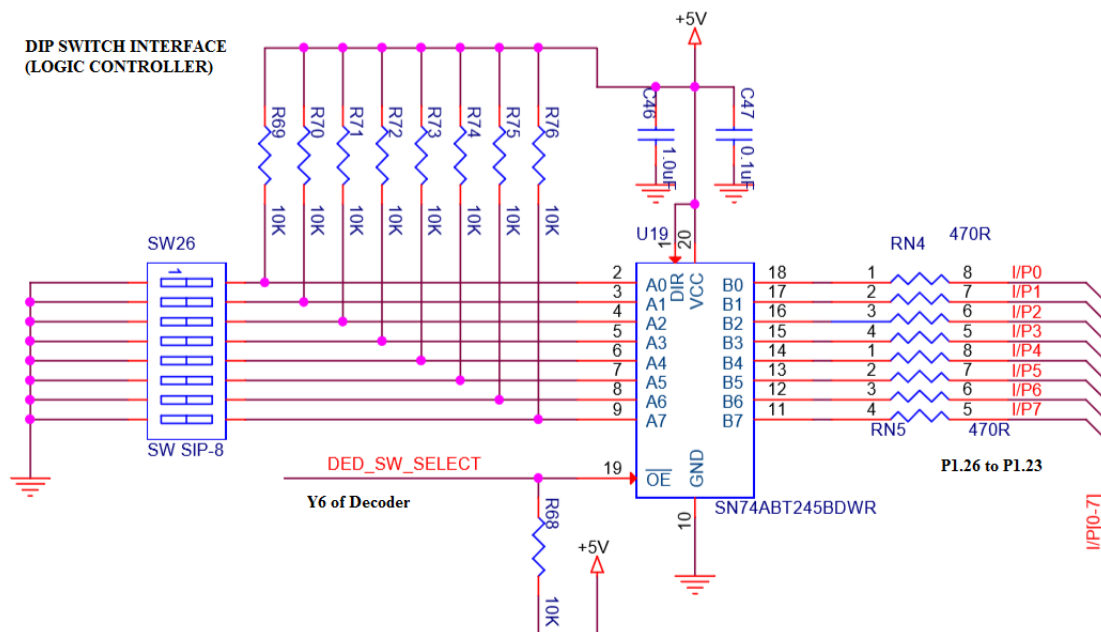 +5V
DIP SWITCH INTERFACE
(LOGIC CONTROLLER)
R69
R70
R71
R72
R73
R74
R75
R76
10K
10K
10K
10K
10K
10K
10K
10K
C46
1.0uF
C47
0.1uF
SW26
1
SW SIP-8
U19
1
20
DIR
VCC
2 A0 B0 18
3 A1 B1 17
4 A2 B2 16
5 A3 B3 15
6 A4 B4 14
7 A5 B5 13
8 A6 B6 12
9 A7 B7 11
19 OE
GND
10
SN74ABT245BDWR
RN4 470R
1 8 I/P0
2 7 I/P1
3 6 I/P2
4 5 I/P3
1 8 I/P4
2 7 I/P5
3 6 I/P6
4 5 I/P7
RN5 470R
P1.26 to P1.23
I/P[0-7]
DED_SW_SELECT
Y6 of Decoder
R68
10K
+5V